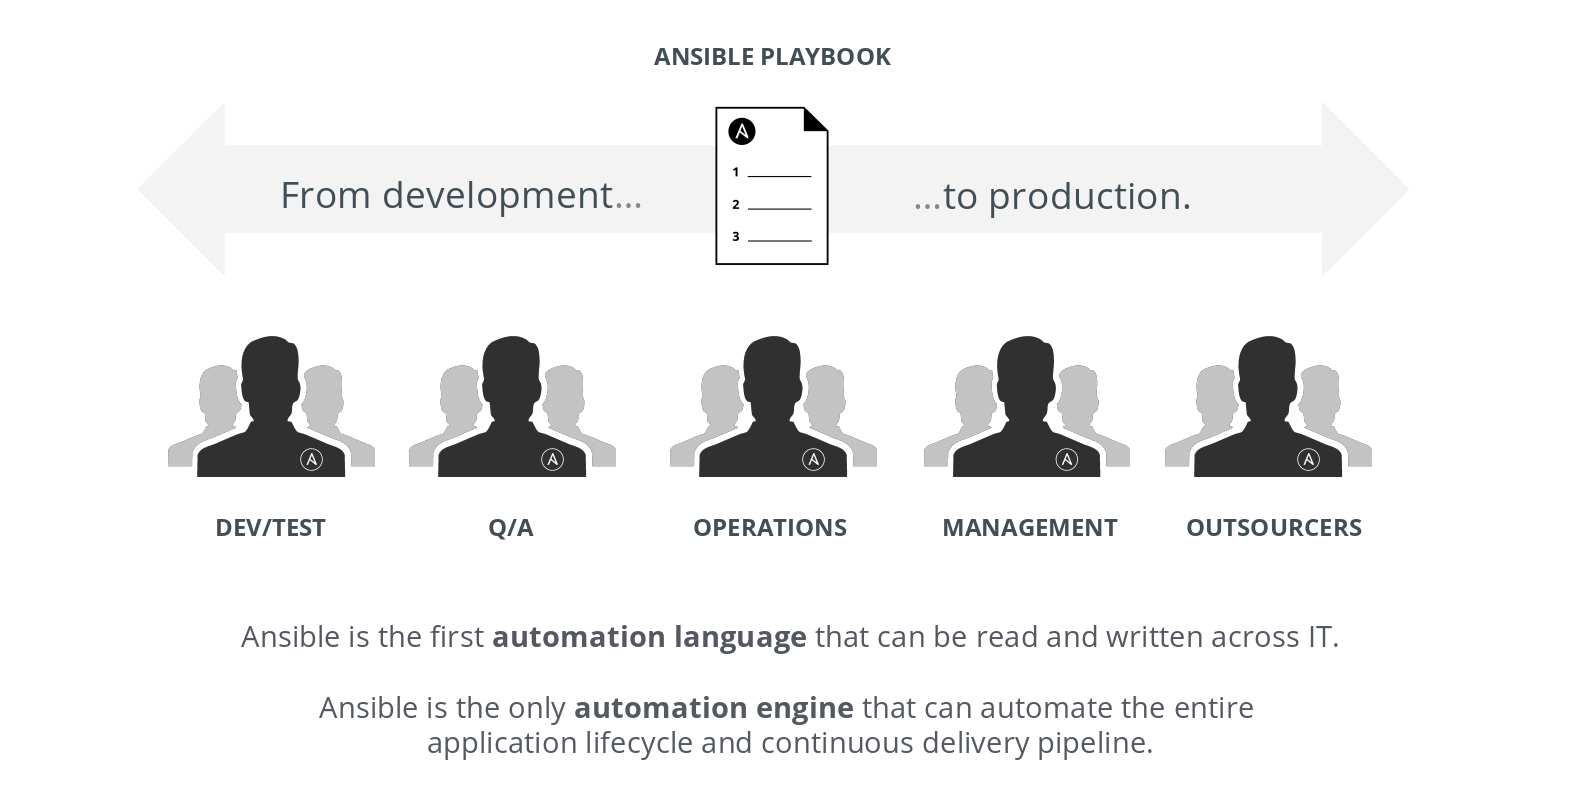 ANSIBLE PLAYBOOK
From development...
...to production.
1
2
3
DEV/TEST
Q/A
OPERATIONS
MANAGEMENT
OUTSOURCERS
Ansible is the first automation language that can be read and written across IT.
Ansible is the only automation engine that can automate the entire
application lifecycle and continuous delivery pipeline.